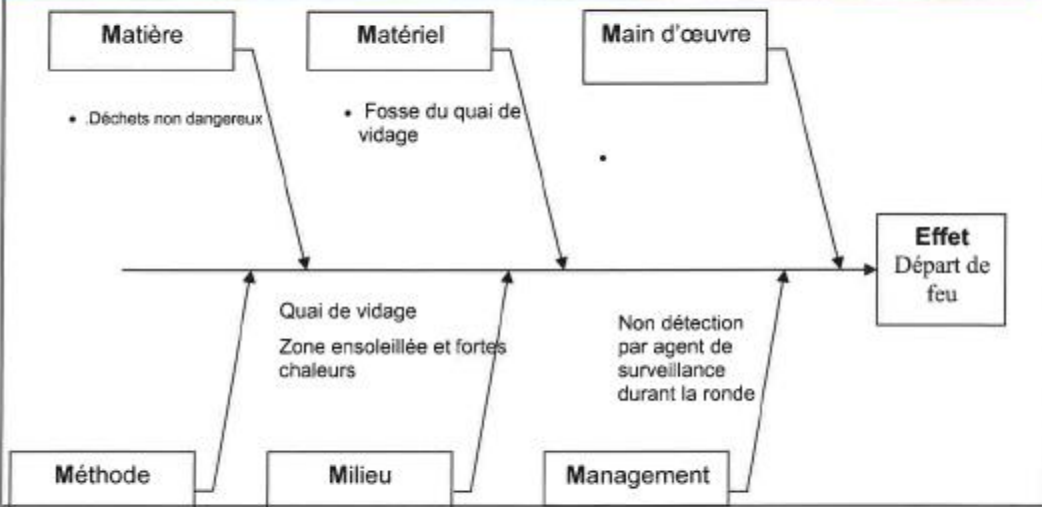 Matière
Matériel
Main d'œuvre
• .Déchets non dangereux
• Fosse du quai de
vidage
•
Effet
Départ de
feu
Quai de vidage
Zone ensoleillée et fortes
chaleurs
Non détection
par agent de
surveillance
durant la ronde
Méthode
Milieu
Management